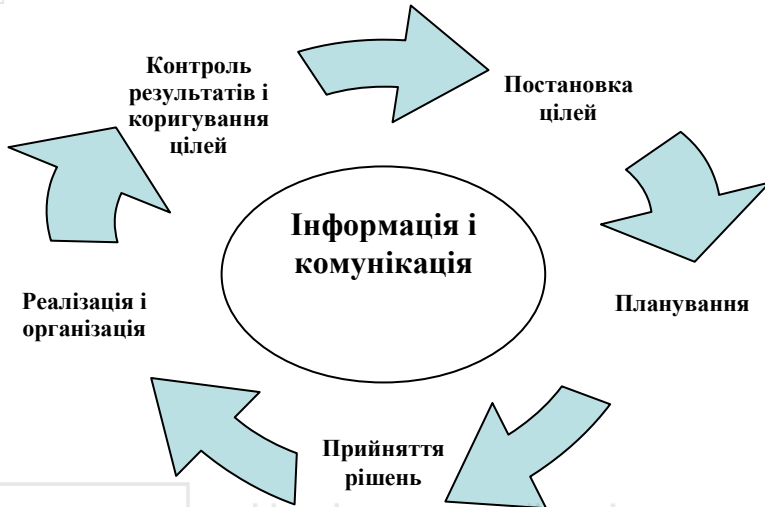 Контроль
результатів і
коригування
цілей
Постановка
цілей
Інформація і
комунікація
Реалізація і
організація
Планування
Прийняття
рішень